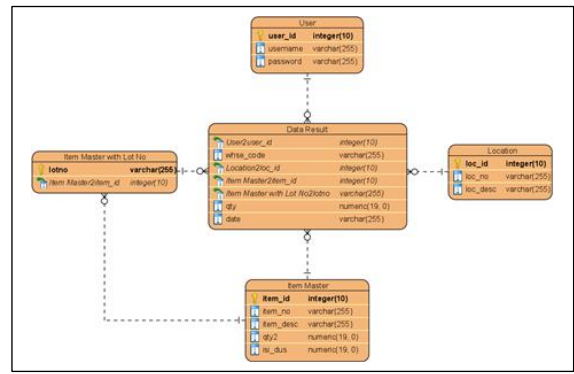 User
user_id integer(10)
username varchar(255)
password varchar(255)
Data Result
User2user_id integer(10)
whse_code varchar(255)
Location2loc_id integer(10)
Item Master2item_id integer(10)
Item Master with Lot No2lotno varchar(255)
qty numeric(19, 0)
date varchar(255)
Item Master with Lot No
lotno varchar(255)
Item Master2item_id integer(10)
Location
loc_id integer(10)
loc_no varchar(255)
loc_desc varchar(255)
Item Master
item_id integer(10)
item_no varchar(255)
item_desc varchar(255)
qty2 numeric(19, 0)
isi_dus numeric(19, 0)